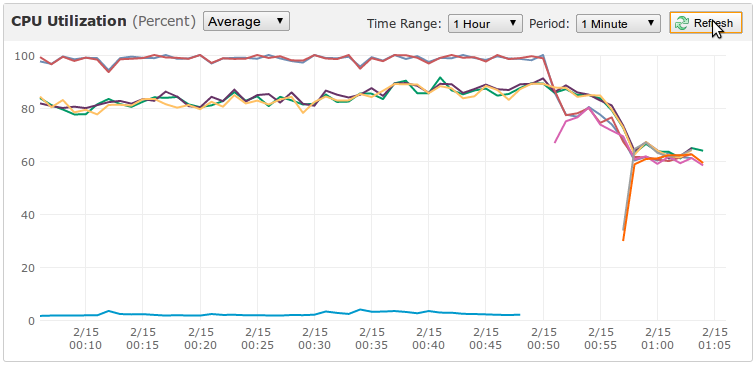 CPU Utilization (Percent) Average Time Range: 1 Hour Period: 1 Minute Refresh
100
80
60
40
20
0
2/15 2/15 2/15 2/15 2/15 2/15 2/15 2/15 2/15 2/15 2/15 2/15
00:10 00:15 00:20 00:25 00:30 00:35 00:40 00:45 00:50 00:55 01:00 01:05